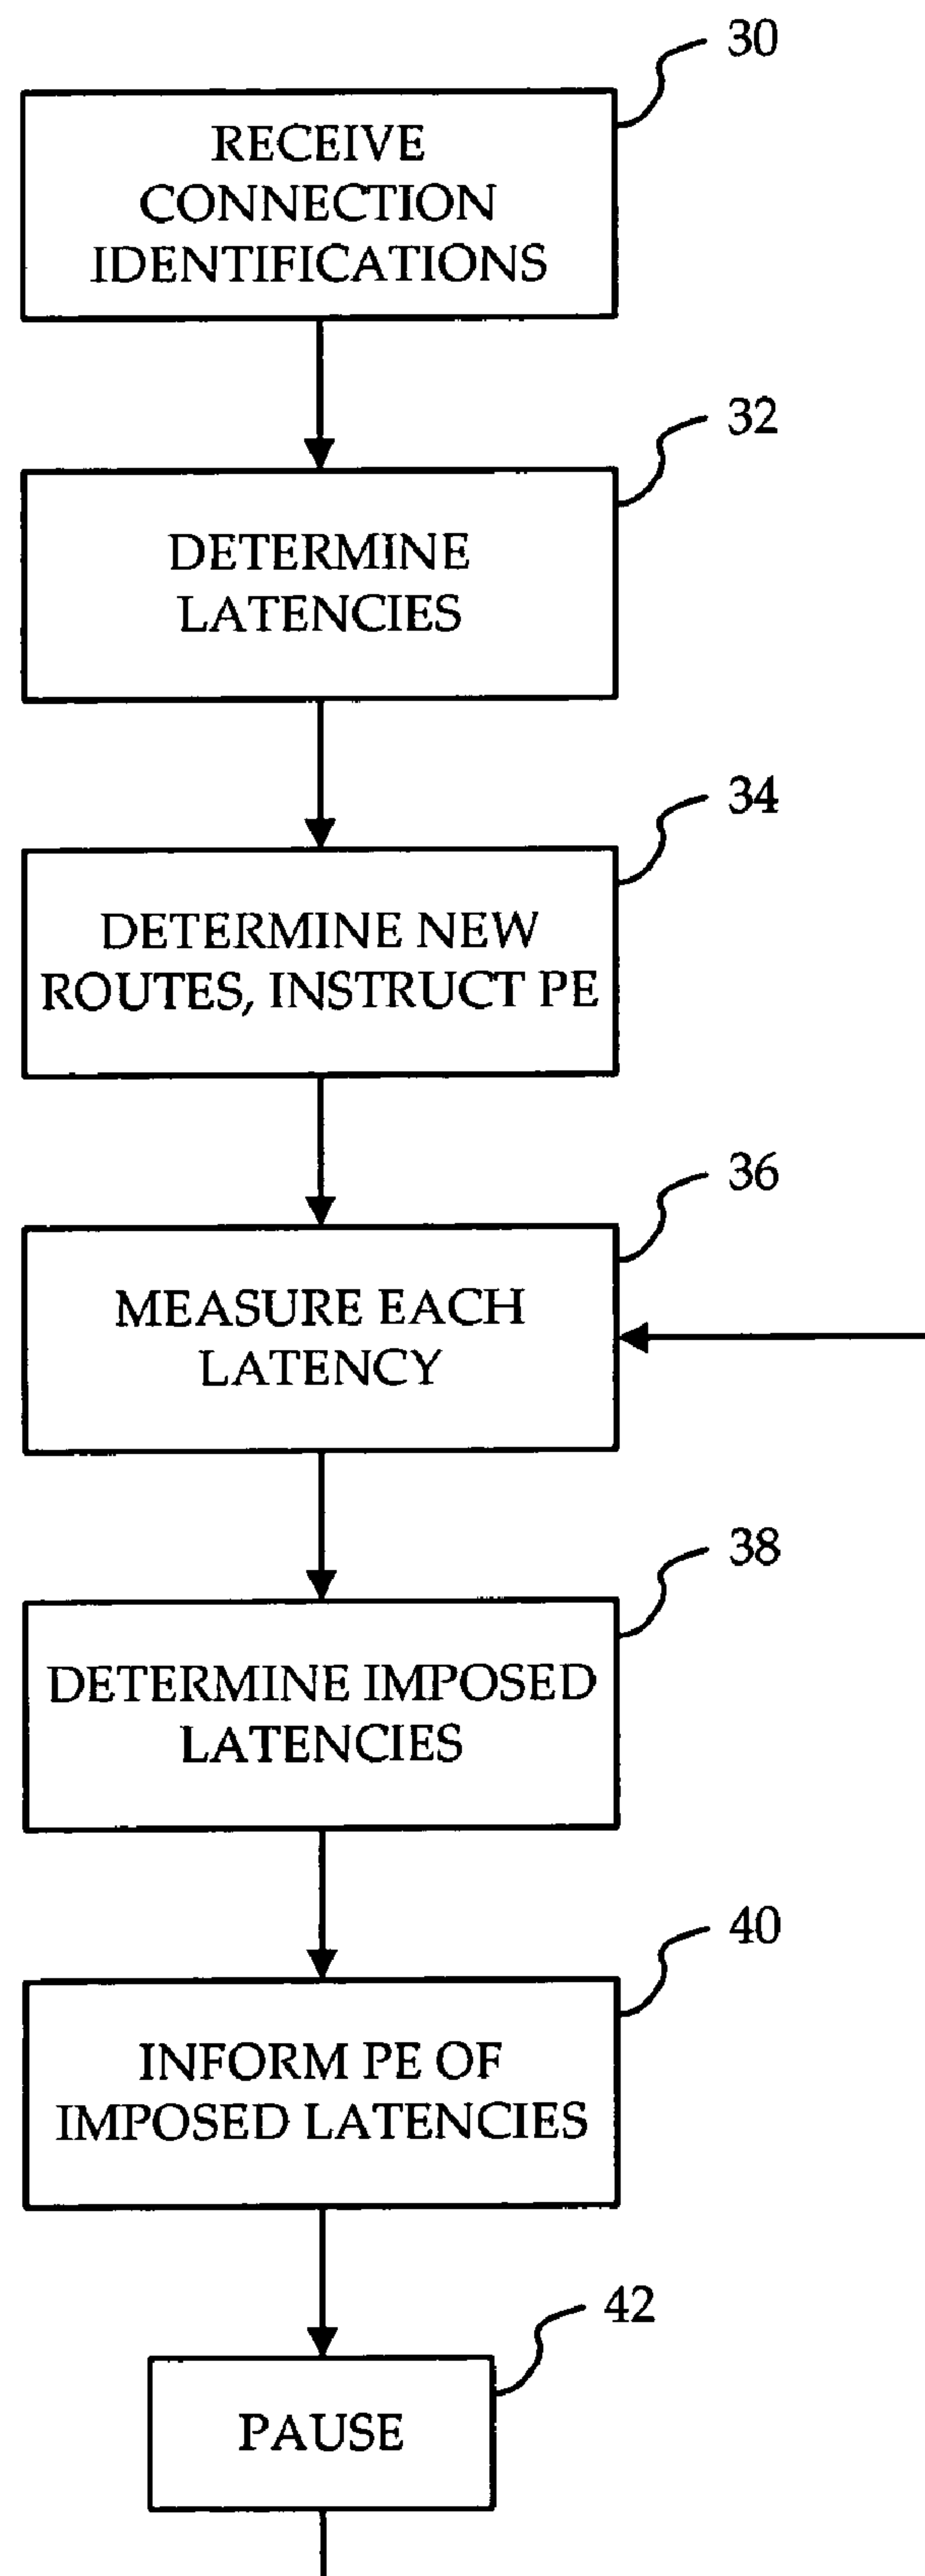 30
RECEIVE
CONNECTION
IDENTIFICATIONS
32
DETERMINE
LATENCIES
34
DETERMINE NEW
ROUTES, INSTRUCT PE
36
MEASURE EACH
LATENCY
38
DETERMINE IMPOSED
LATENCIES
40
INFORM PE OF
IMPOSED LATENCIES
42
PAUSE